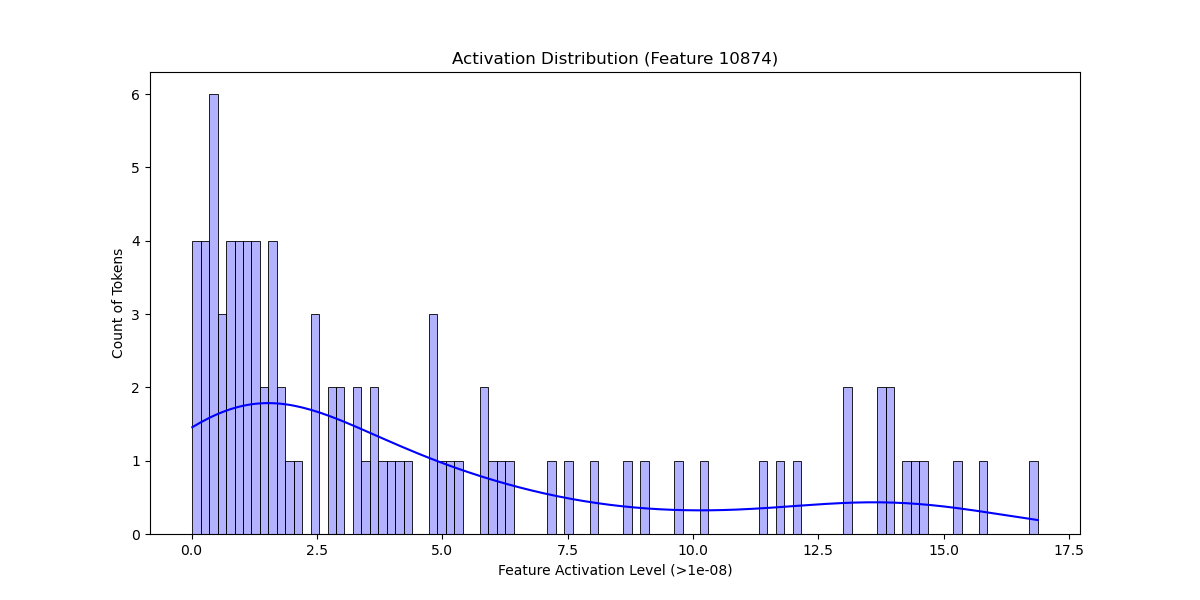 Activation Distribution (Feature 10874)
Count of Tokens
6
5
4
3
2
1
0
0.0 2.5 5.0 7.5 10.0 12.5 15.0 17.5
Feature Activation Level (>1e-08)